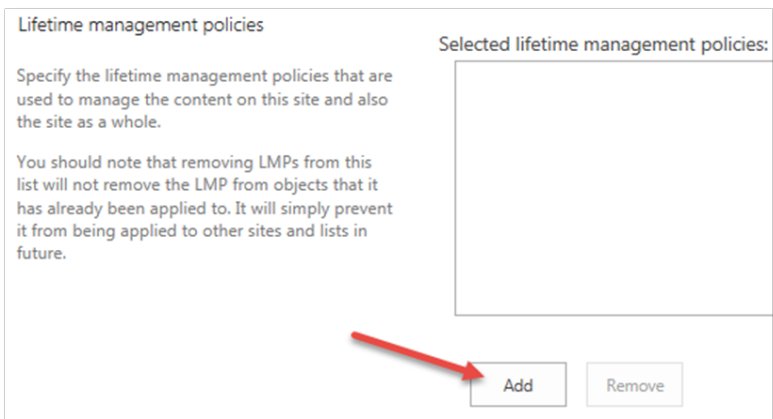 Lifetime management policies
Selected lifetime management policies:
Specify the lifetime management policies that are
used to manage the content on this site and also
the site as a whole.
You should note that removing LMPs from this
list will not remove the LMP from objects that it
has already been applied to. It will simply prevent
it from being applied to other sites and lists in
future.
Add
Remove